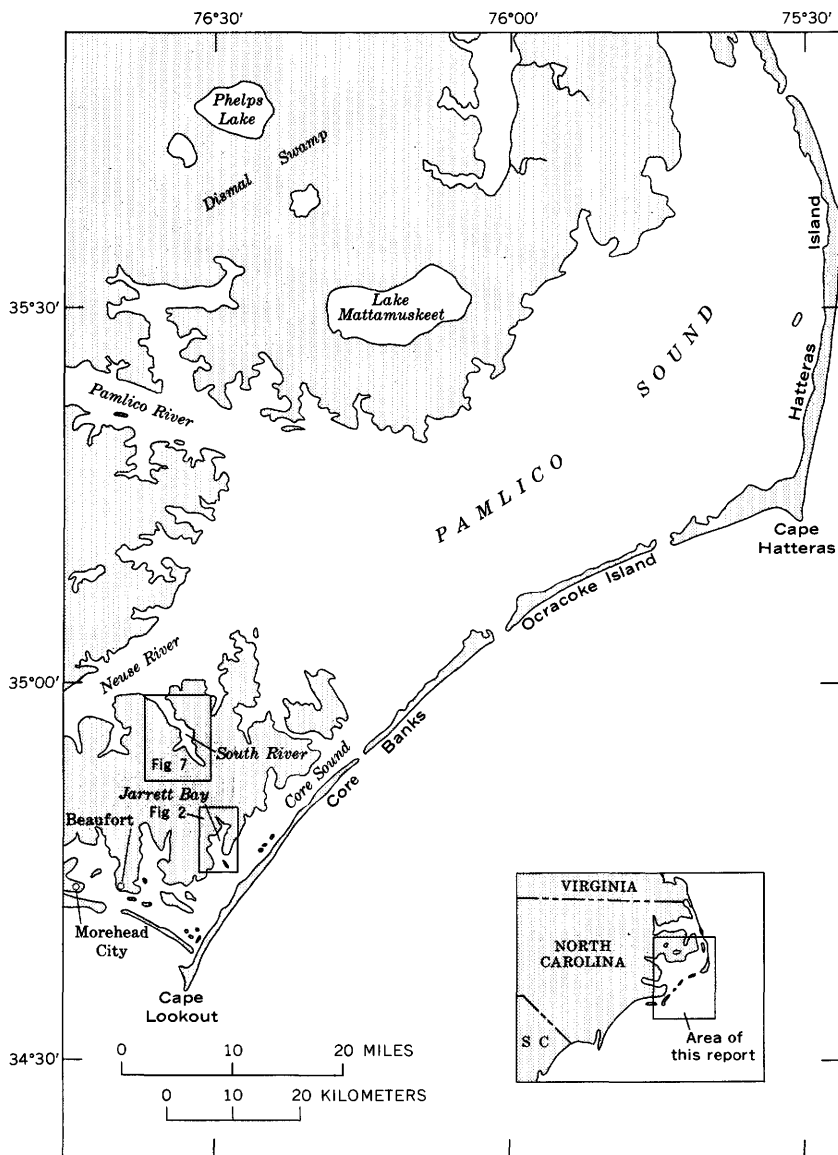 76°30′
76°00′
75°30′
Phelps
Lake
Dismal Swamp
Island
35°30′
Lake
Mattamuskeet
SOUND
Hatteras
Pamlico River
PAMLICO
Cape
Hatteras
Ocracoke Island
Neuse River
35°00′
Banks
South River
Fig 7
Core Sound
Core
Jarrett Bay
Fig 2
Beaufort
Morehead
City
Cape
Lookout
VIRGINIA
NORTH
CAROLINA
S C
Area of
this report
34°30′
0 10 20 MILES
0 10 20 KILOMETERS